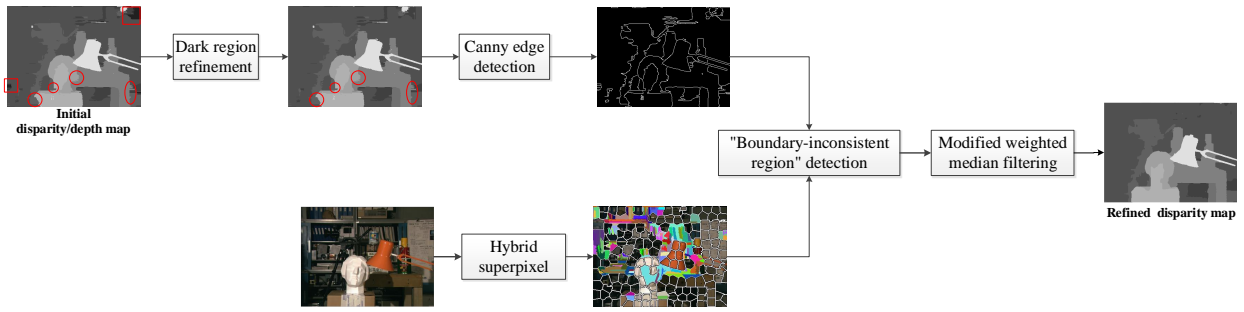 Dark region
refinement
Canny edge
detection
Initial
disparity/depth map
"Boundary-inconsistent
region" detection
Modified weighted
median filtering
Refined disparity map
Hybrid
superpixel